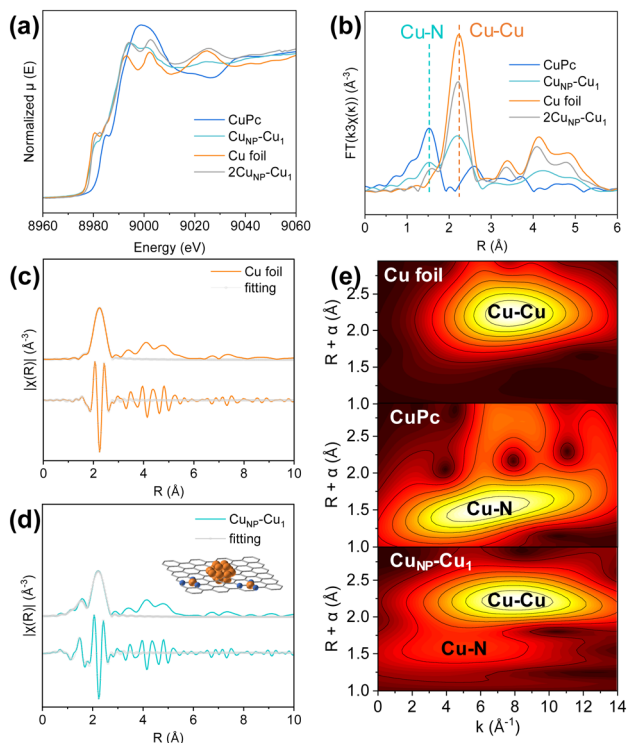 (a)
Normalized μ (E)
CuPc
CuNP-Cu1
Cu foil
2CuNP-Cu1
8960 8980 9000 9020 9040 9060
Energy (eV)
(b)
Cu-N Cu-Cu
FT(k3χ(κ)) (Å-3)
CuPc
CuNP-Cu1
Cu foil
2CuNP-Cu1
0 1 2 3 4 5 6
R (Å)
(c)
|χ(R)| (Å-3)
Cu foil
fitting
0 2 4 6 8 10
R (Å)
(d)
|χ(R)| (Å-3)
CuNP-Cu1
fitting
0 2 4 6 8 10
R (Å)
(e)
Cu foil
Cu-Cu
R + α (Å)
2.5
2.0
1.5
1.0
CuPc
Cu-N
R + α (Å)
2.5
2.0
1.5
1.0
CuNP-Cu1
Cu-Cu
Cu-N
R + α (Å)
2.5
2.0
1.5
1.0
0 2 4 6 8 10 12 14
k (Å-1)